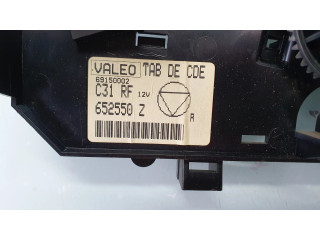 VALEO TAB DE CDE
69150002
C31 RF 12V
652550 Z
R